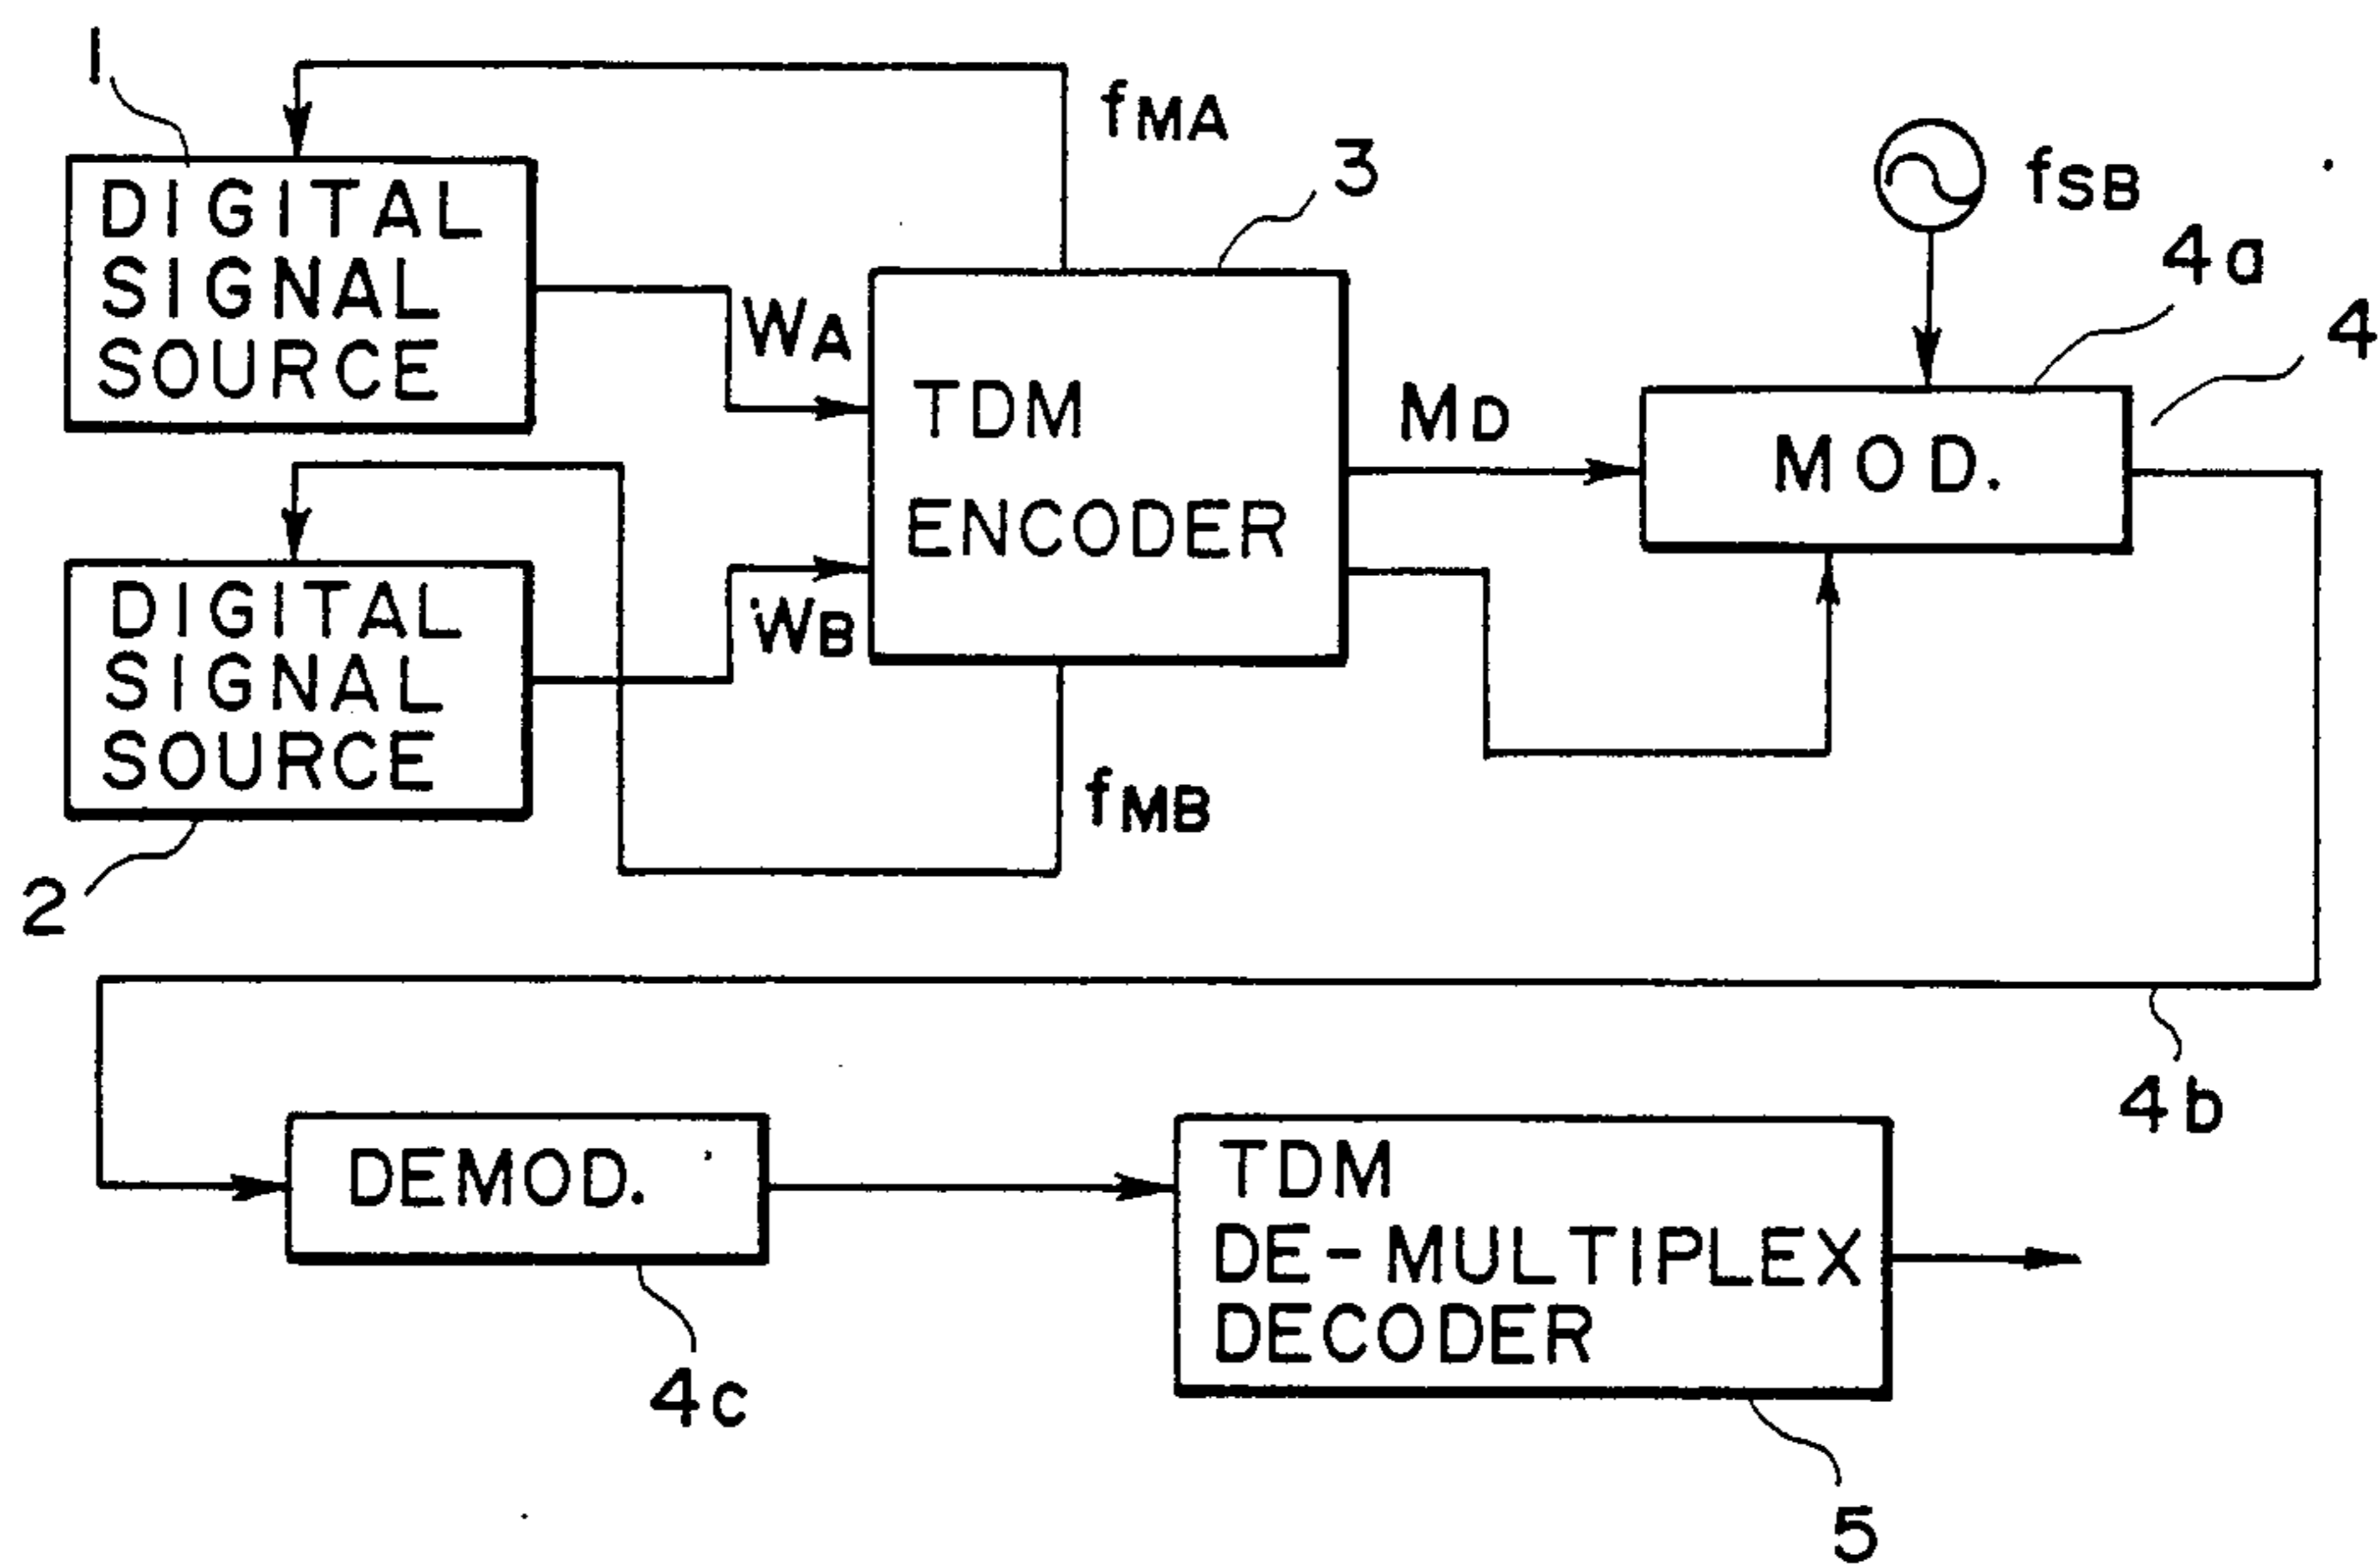 1
fMA
3
fSB
DIGITAL
SIGNAL
SOURCE
WA
4a
4
TDM
ENCODER
MD
MOD.
DIGITAL
SIGNAL
SOURCE
WB
fMB
2
4b
DEMOD.
TDM
DE-MULTIPLEX
DECODER
4c
5